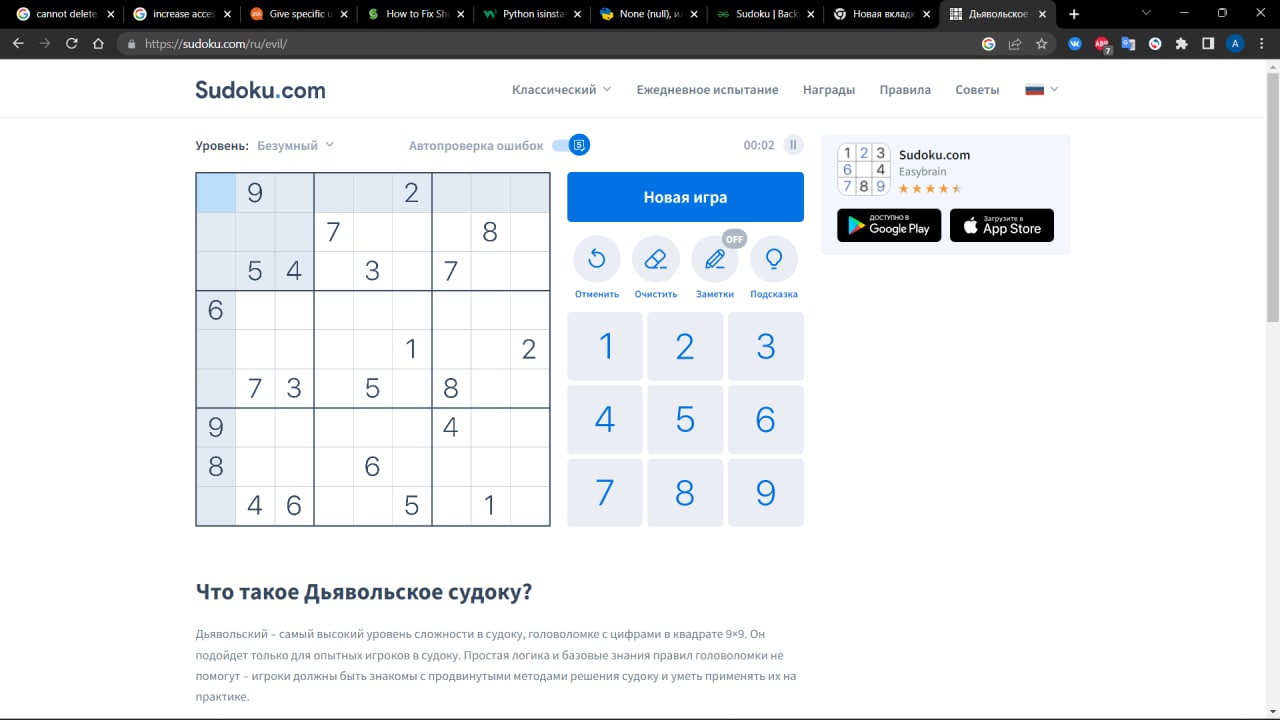 cannot delete
increase acces
Give specific u
How to Fix Sh
Python isinsta
None (null), и
Sudoku | Back
Новая вкладк
Дьявольское
https://sudoku.com/ru/evil/
ABP
7
A
Sudoku.com
Классический
Ежедневное испытание
Награды
Правила
Советы
Уровень: Безумный
Автопроверка ошибок
00:02
9 2
7 8
5 4 3 7
6
1 2
7 3 5 8
9 4
8 6
4 6 5 1
Новая игра
OFF
Отменить
Очистить
Заметки
Подсказка
1 2 3
4 5 6
7 8 9
1 2 3
6 4
7 8 9
Sudoku.com
Easybrain
ДОСТУПНО В
Google Play
Загрузите в
App Store
Что такое Дьявольское судоку?
Дьявольский – самый высокий уровень сложности в судоку, головоломке с цифрами в квадрате 9×9. Он
подойдет только для опытных игроков в судоку. Простая логика и базовые знания правил головоломки не
помогут – игроки должны быть знакомы с продвинутыми методами решения судоку и уметь применять их на
практике.